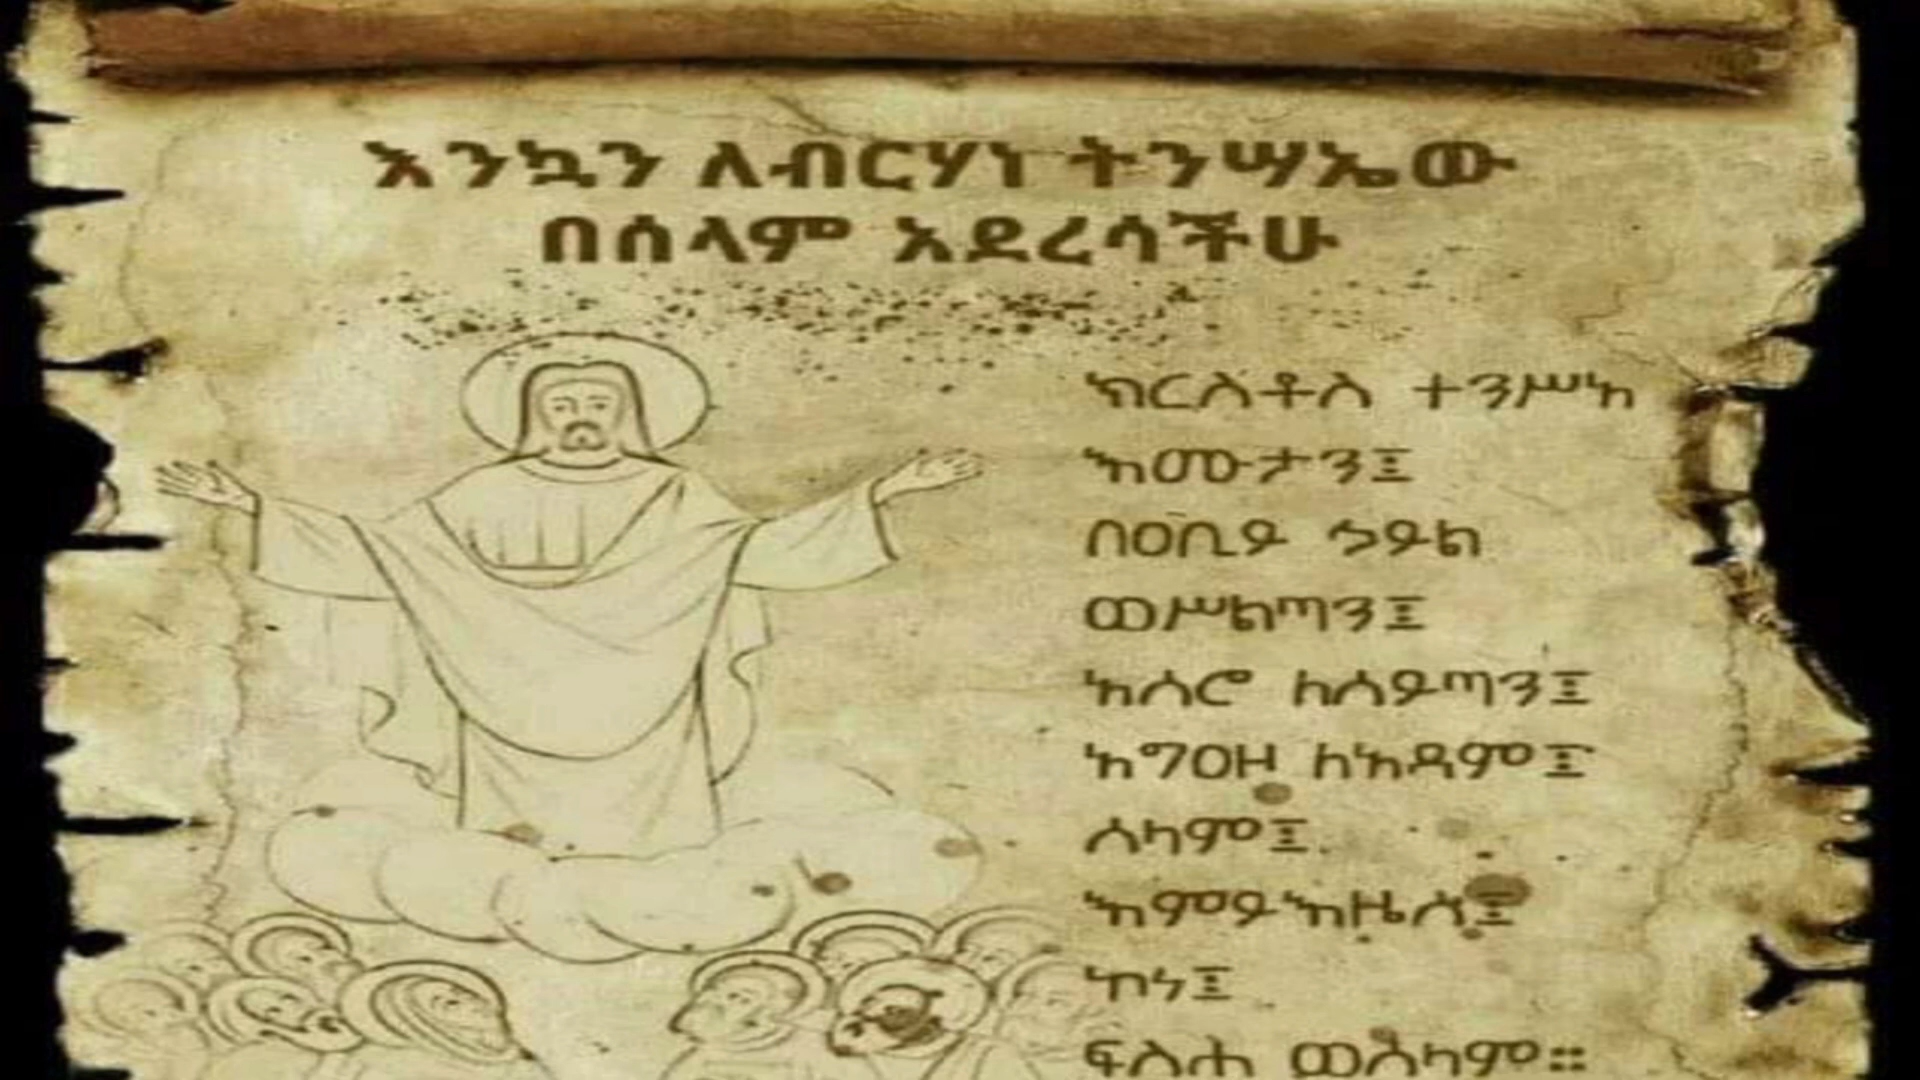 እንኳን ለብርሃነ ትንሣኤው
በሰላም አደረሳችሁ
ክርስቶስ ተንሥአ
እሙታን፤
በዐቢይ ኅይል
ወሥልጣን፤
አሰሮ ለሰይጣን፤
አግዐዞ ለአዳም፤
ሰላም፤
እምይእዜሰ፤
ኮነ፤
ፍስሐ ወሰላም።